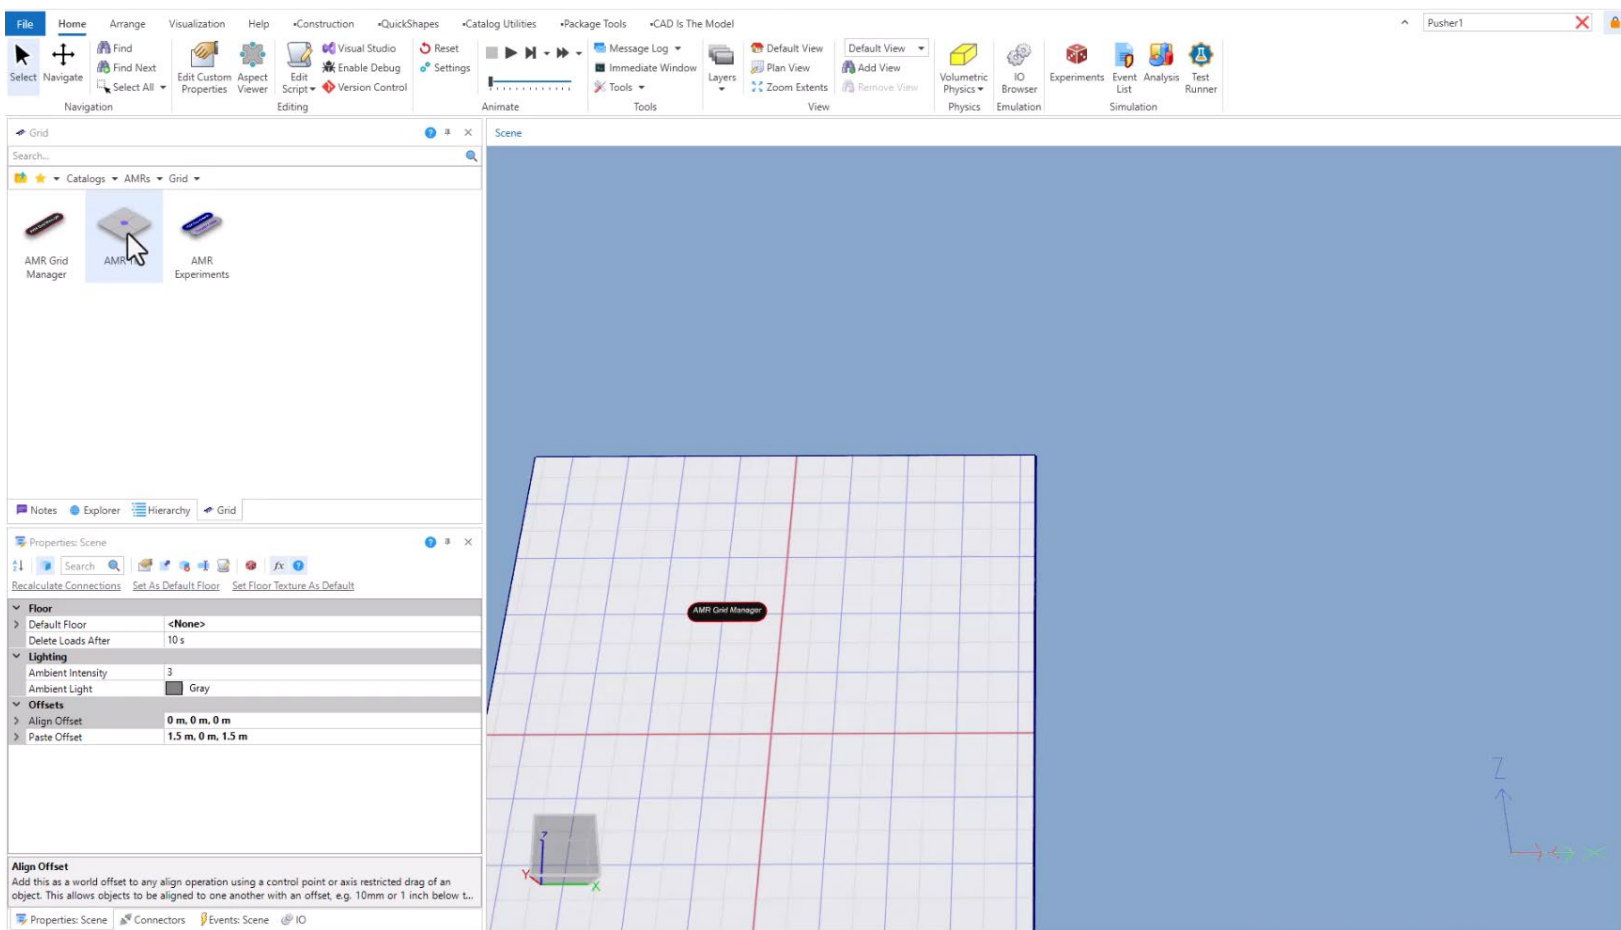 File Home Arrange Visualization Help •Construction •QuickShapes •Catalog Utilities •Package Tools •CAD Is The Model Pusher1
Select Navigate Find Find Next Select All
Edit Custom Properties Aspect Viewer Edit Script Visual Studio Enable Debug Version Control
Reset Settings
Message Log Immediate Window Tools
Layers Default View Plan View Zoom Extents Default View Add View Remove View
Volumetric Physics IO Browser Experiments Event List Analysis Test Runner
Navigation Editing Animate Tools View Physics Emulation Simulation
Grid
Search...
Catalogs AMRs Grid
AMR Grid Manager
AMR
AMR Experiments
Notes Explorer Hierarchy Grid
Properties: Scene
Search fx
Recalculate Connections Set As Default Floor Set Floor Texture As Default
Floor
Default Floor <None>
Delete Loads After 10 s
Lighting
Ambient Intensity 3
Ambient Light Gray
Offsets
Align Offset 0 m, 0 m, 0 m
Paste Offset 1.5 m, 0 m, 1.5 m
Align Offset
Add this as a world offset to any align operation using a control point or axis restricted drag of an
object. This allows objects to be aligned to one another with an offset, e.g. 10mm or 1 inch below t...
Properties: Scene Connectors Events: Scene IO
Scene
AMR Grid Manager
Z
Y
X
Z
X